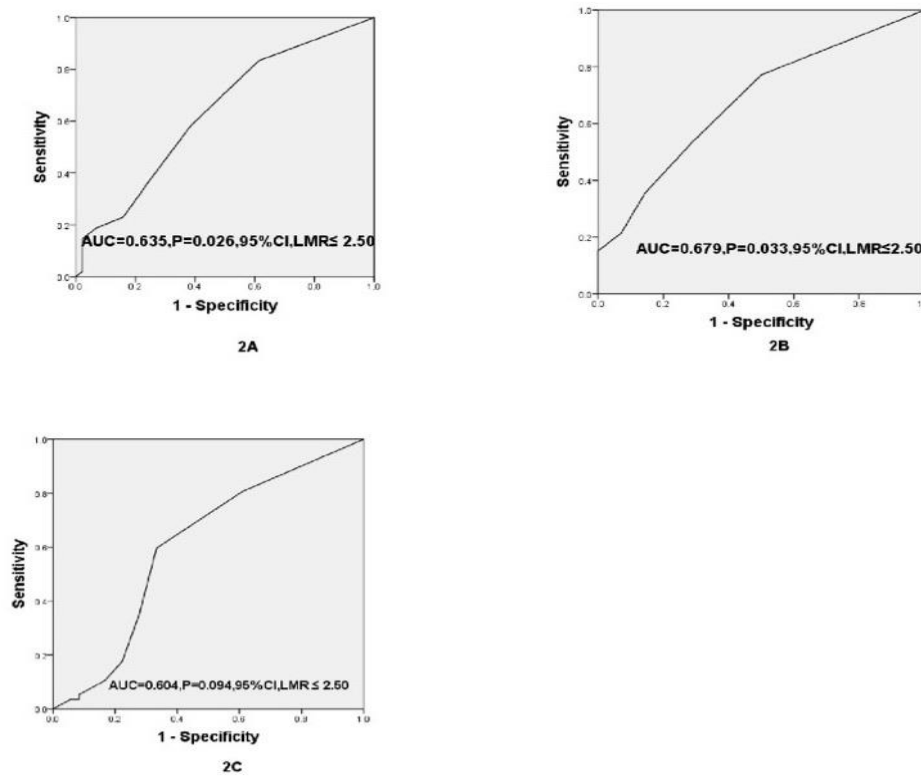 1.0
0.8
0.6
0.4
0.2
0.0
Sensitivity
AUC=0.635,P=0.026,95%CI,LMR≤ 2.50
0.0 0.2 0.4 0.6 0.8 1.0
1 - Specificity
2A
1.0
0.8
0.6
0.4
0.2
0.0
Sensitivity
AUC=0.679,P=0.033,95%CI,LMR≤2.50
0.0 0.2 0.4 0.6 0.8
1 - Specificity
2B
1.0
0.8
0.6
0.4
0.2
0.0
Sensitivity
AUC=0.604,P=0.094,95%CI,LMR ≤ 2.50
0.0 0.2 0.4 0.6 0.8 1.0
1 - Specificity
2C